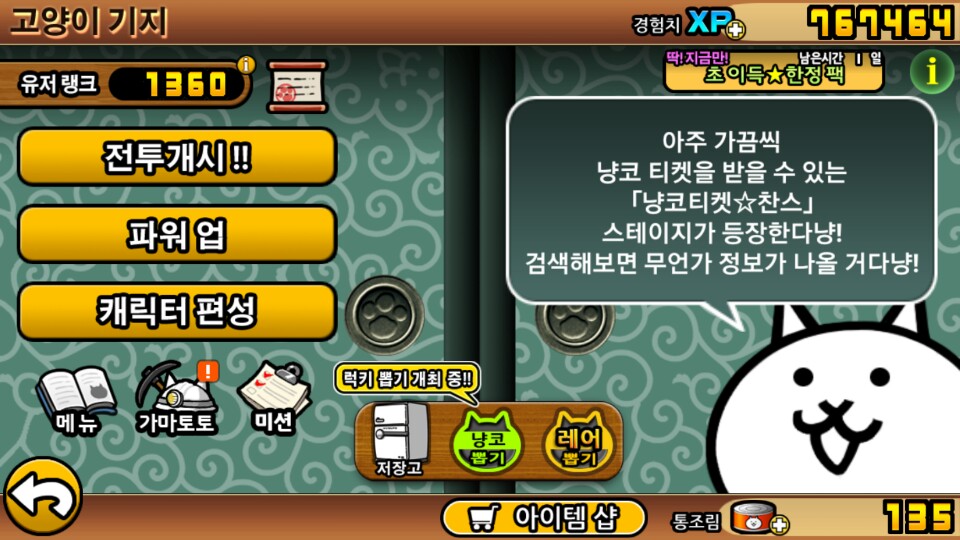 고양이 기지
경험치 XP 767464
유저 랭크 1360
딱! 지금만! 남은시간 1 일
초이득★한정팩
전투개시!!
파워 업
캐릭터 편성
아주 가끔씩
냥코 티켓을 받을 수 있는
「냥코티켓☆찬스」
스테이지가 등장한다냥!
검색해보면 무언가 정보가 나올 거다냥!
메뉴
가마토토
미션
럭키 뽑기 개최 중!!
저장고
냥코 뽑기
레어 뽑기
아이템 샵
통조림 135